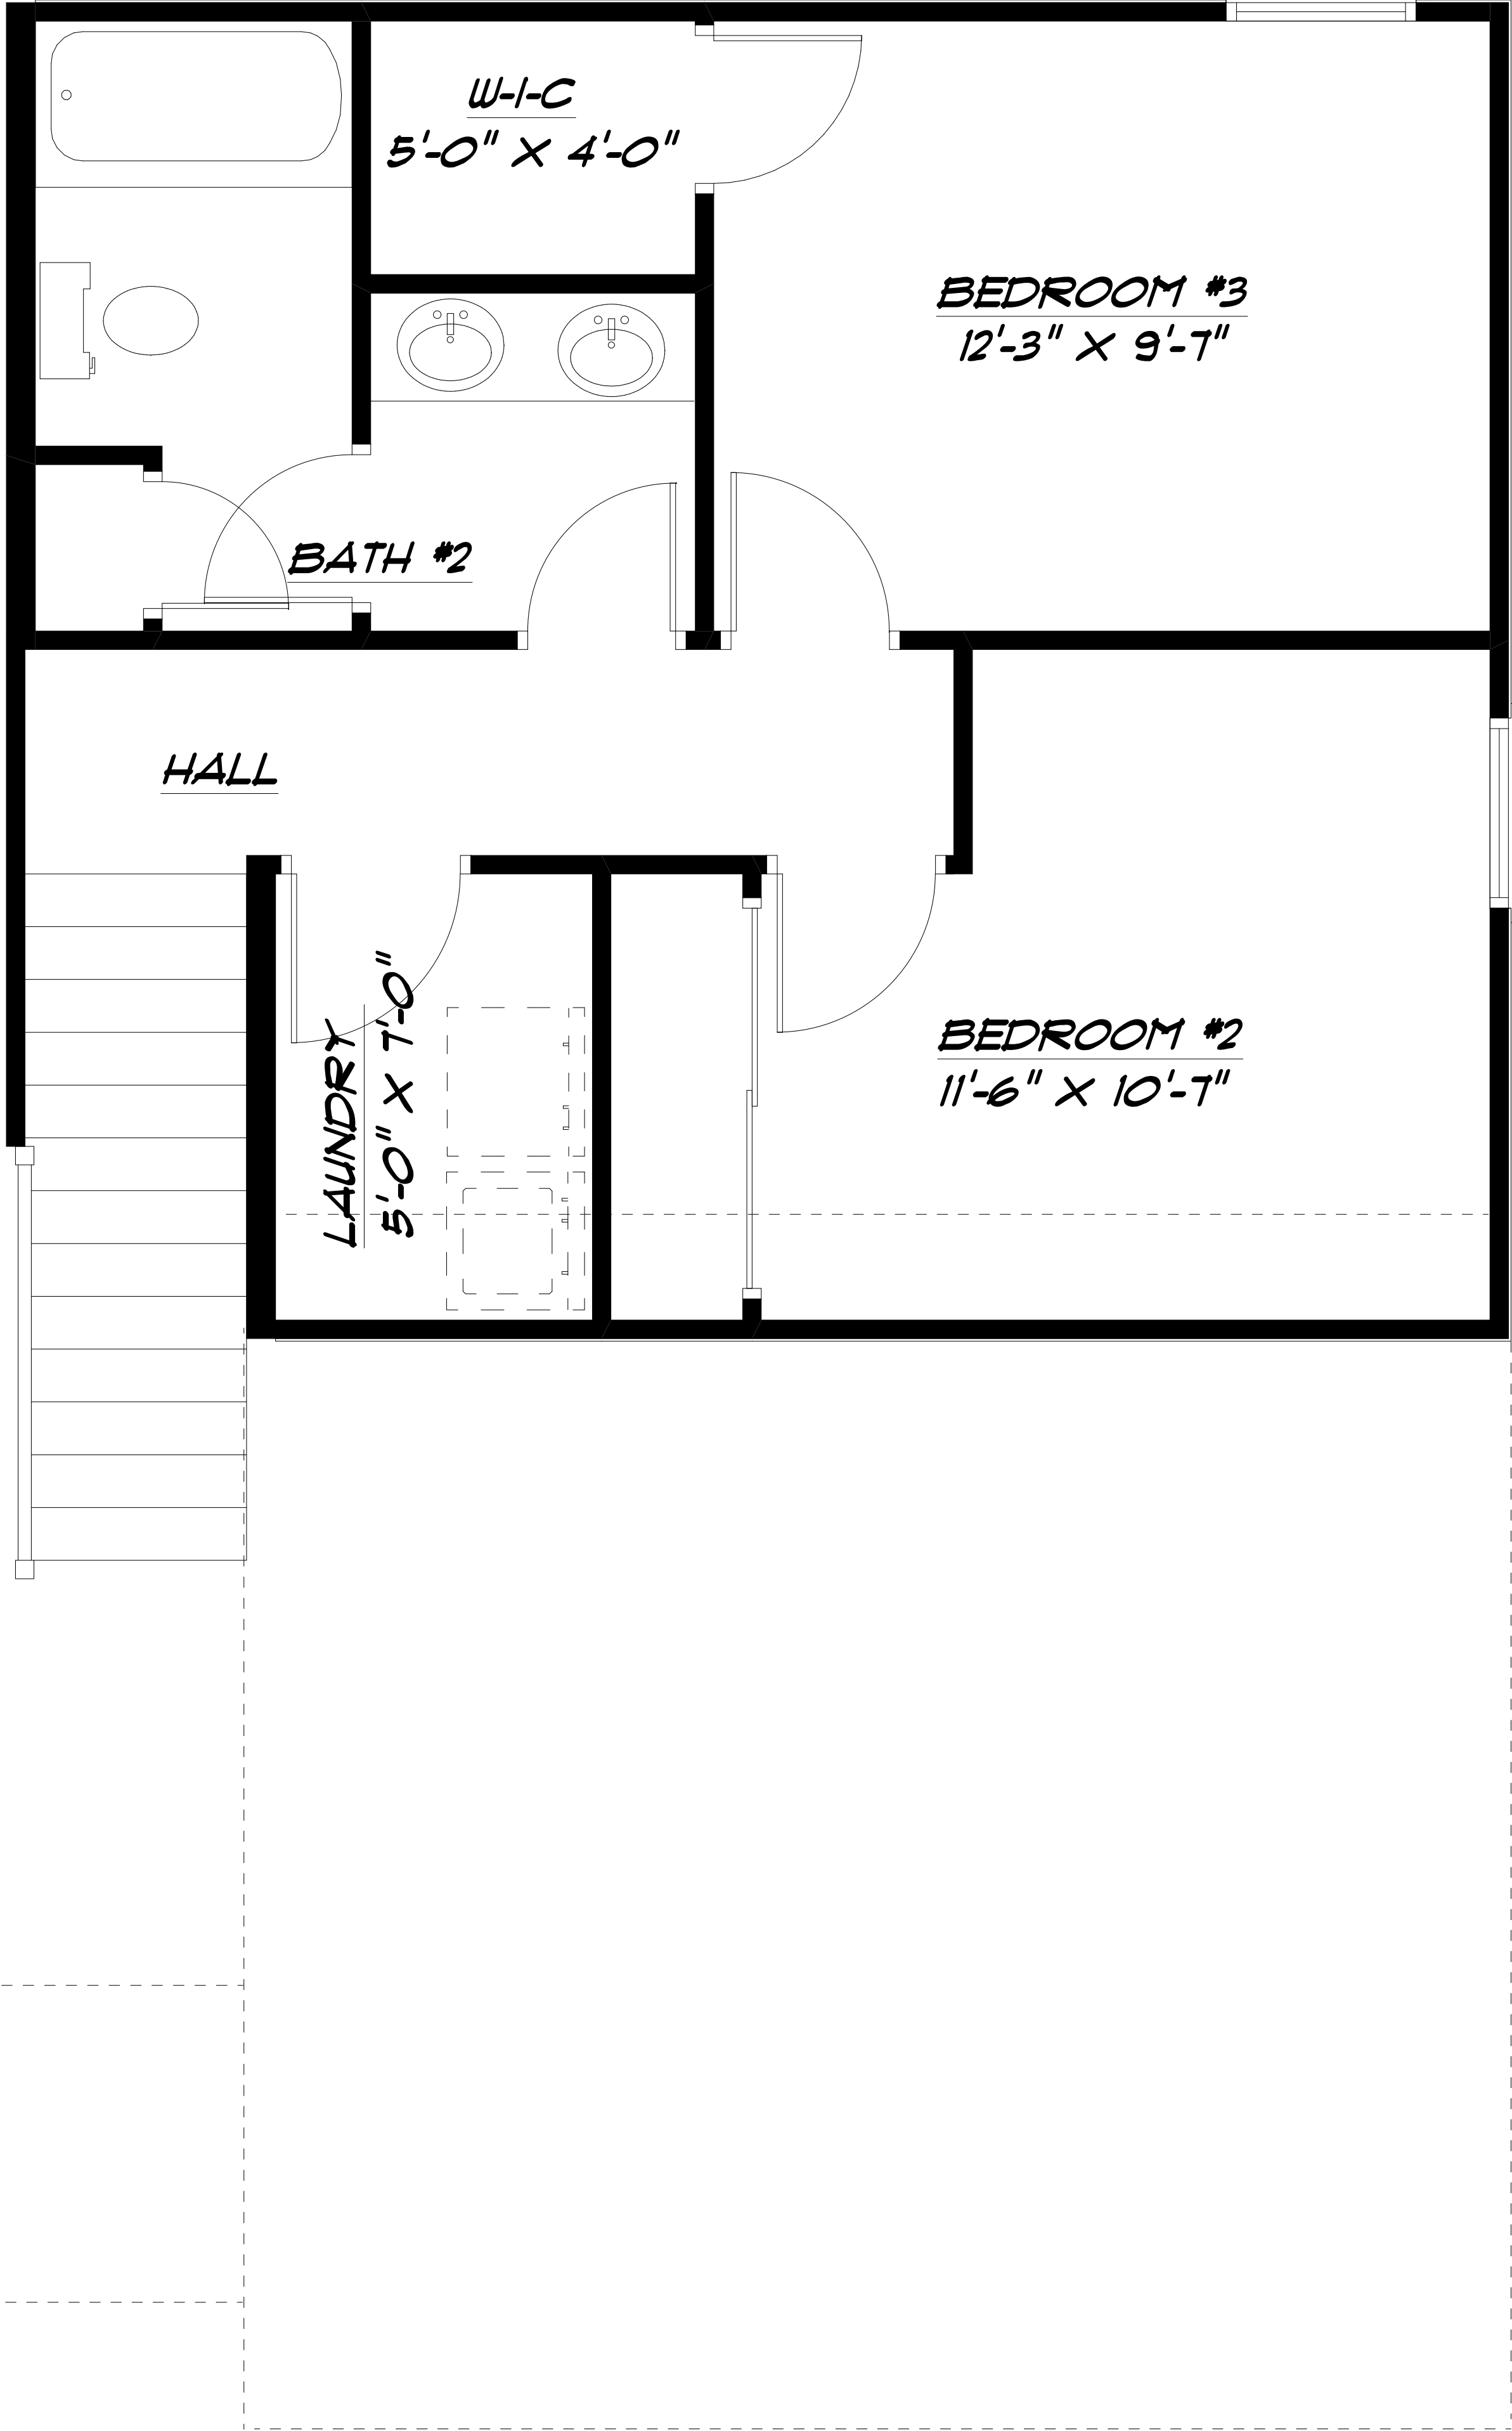 W-I-C
5'-0" X 4'-0"
BEDROOM #3
12'-3" X 9'-7"
BATH #2
HALL
LAUNDRY
5'-0" X 7'-0"
BEDROOM #2
11'-6" X 10'-7"